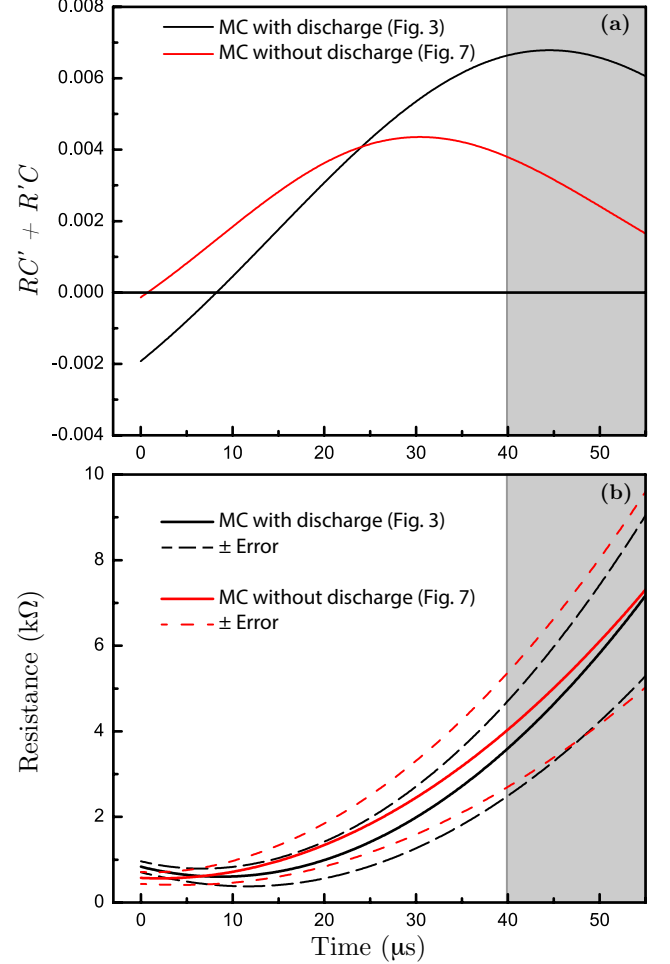 0.008
(a)
MC with discharge (Fig. 3)
MC without discharge (Fig. 7)
0.006
0.004
0.002
0.000
-0.002
-0.004
RC' + R'C
0 10 20 30 40 50
10
(b)
MC with discharge (Fig. 3)
± Error
8
MC without discharge (Fig. 7)
± Error
6
4
2
0
Resistance (kΩ)
0 10 20 30 40 50
Time (μs)